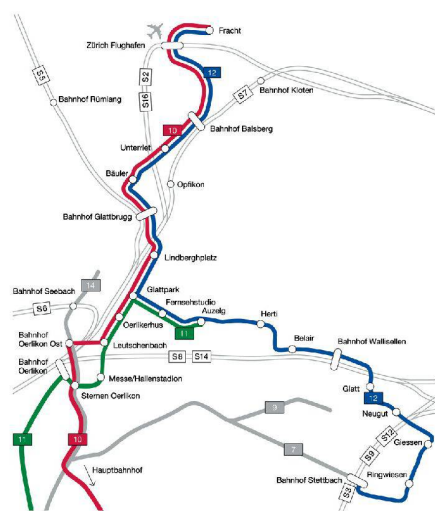 Fracht
Zürich Flughafen
12
S5
S2
S16
S7
Bahnhof Kloten
Bahnhof Rümlang
10
Bahnhof Balsberg
Unterriet
Bäuler
Opfikon
Bahnhof Glattbrugg
Lindberghplatz
14
Bahnhof Seebach
Glattpark
S6
Fernsehstudio
Auzelg
Oerlikerhus
11
Herti
Bahnhof
Oerlikon Ost
Leutschenbach
Belair
Bahnhof Wallisellen
Bahnhof
Oerlikon
S8
S14
Messe/Hallenstadion
Glatt
Sternen Oerlikon
12
Neugut
9
11
10
7
S12
Giessen
S9
Hauptbahnhof
Bahnhof Stettbach
Ringwiesen
S3